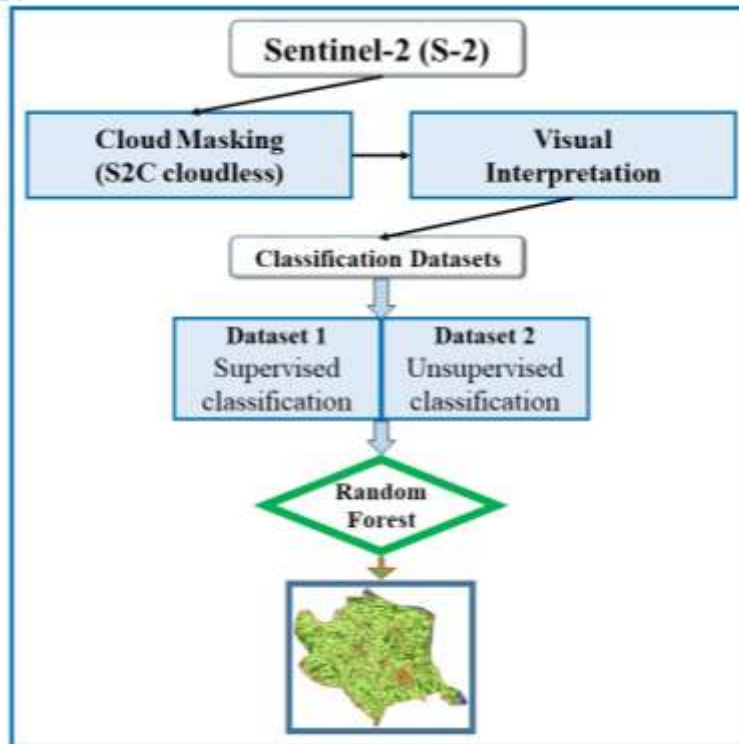 Sentinel-2 (S-2)
Cloud Masking
(S2C cloudless)
Visual
Interpretation
Classification Datasets
Dataset 1
Supervised
classification
Dataset 2
Unsupervised
classification
Random
Forest